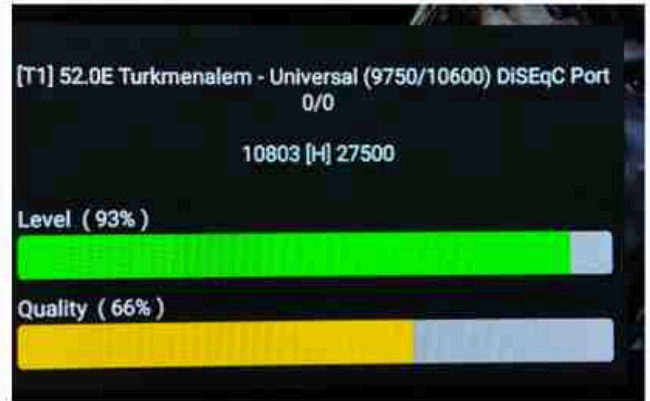 [T1] 52.0E Turkmenalem - Universal (9750/10600) DiSEqC Port
0/0
10803 [H] 27500
Level ( 93% )
Quality ( 66% )